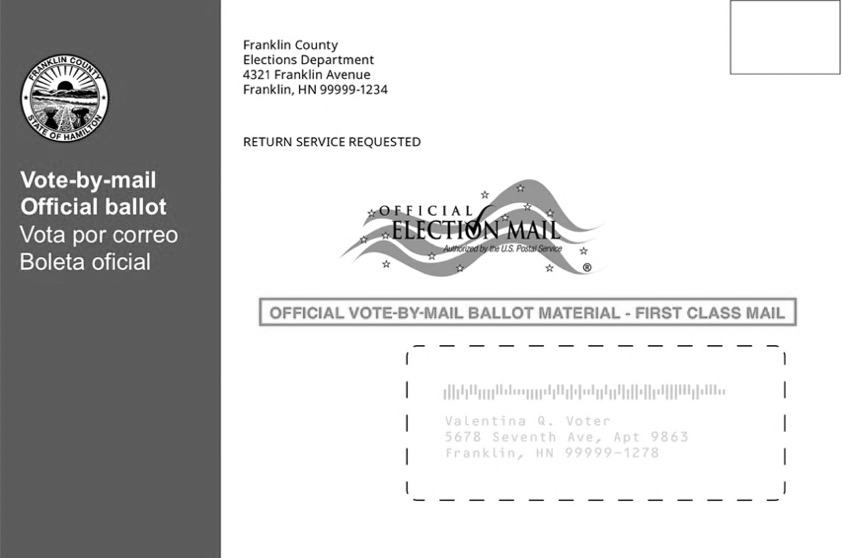 FRANKLIN COUNTY
STATE OF HAMILTON
Vote-by-mail
Official ballot
Vota por correo
Boleta oficial
Franklin County
Elections Department
4321 Franklin Avenue
Franklin, HN 99999-1234
RETURN SERVICE REQUESTED
OFFICIAL
ELECTION MAIL
Authorized by the U.S. Postal Service
®
OFFICIAL VOTE-BY-MAIL BALLOT MATERIAL - FIRST CLASS MAIL
Valentina Q. Voter
5678 Seventh Ave, Apt 9863
Franklin, HN 99999-1278